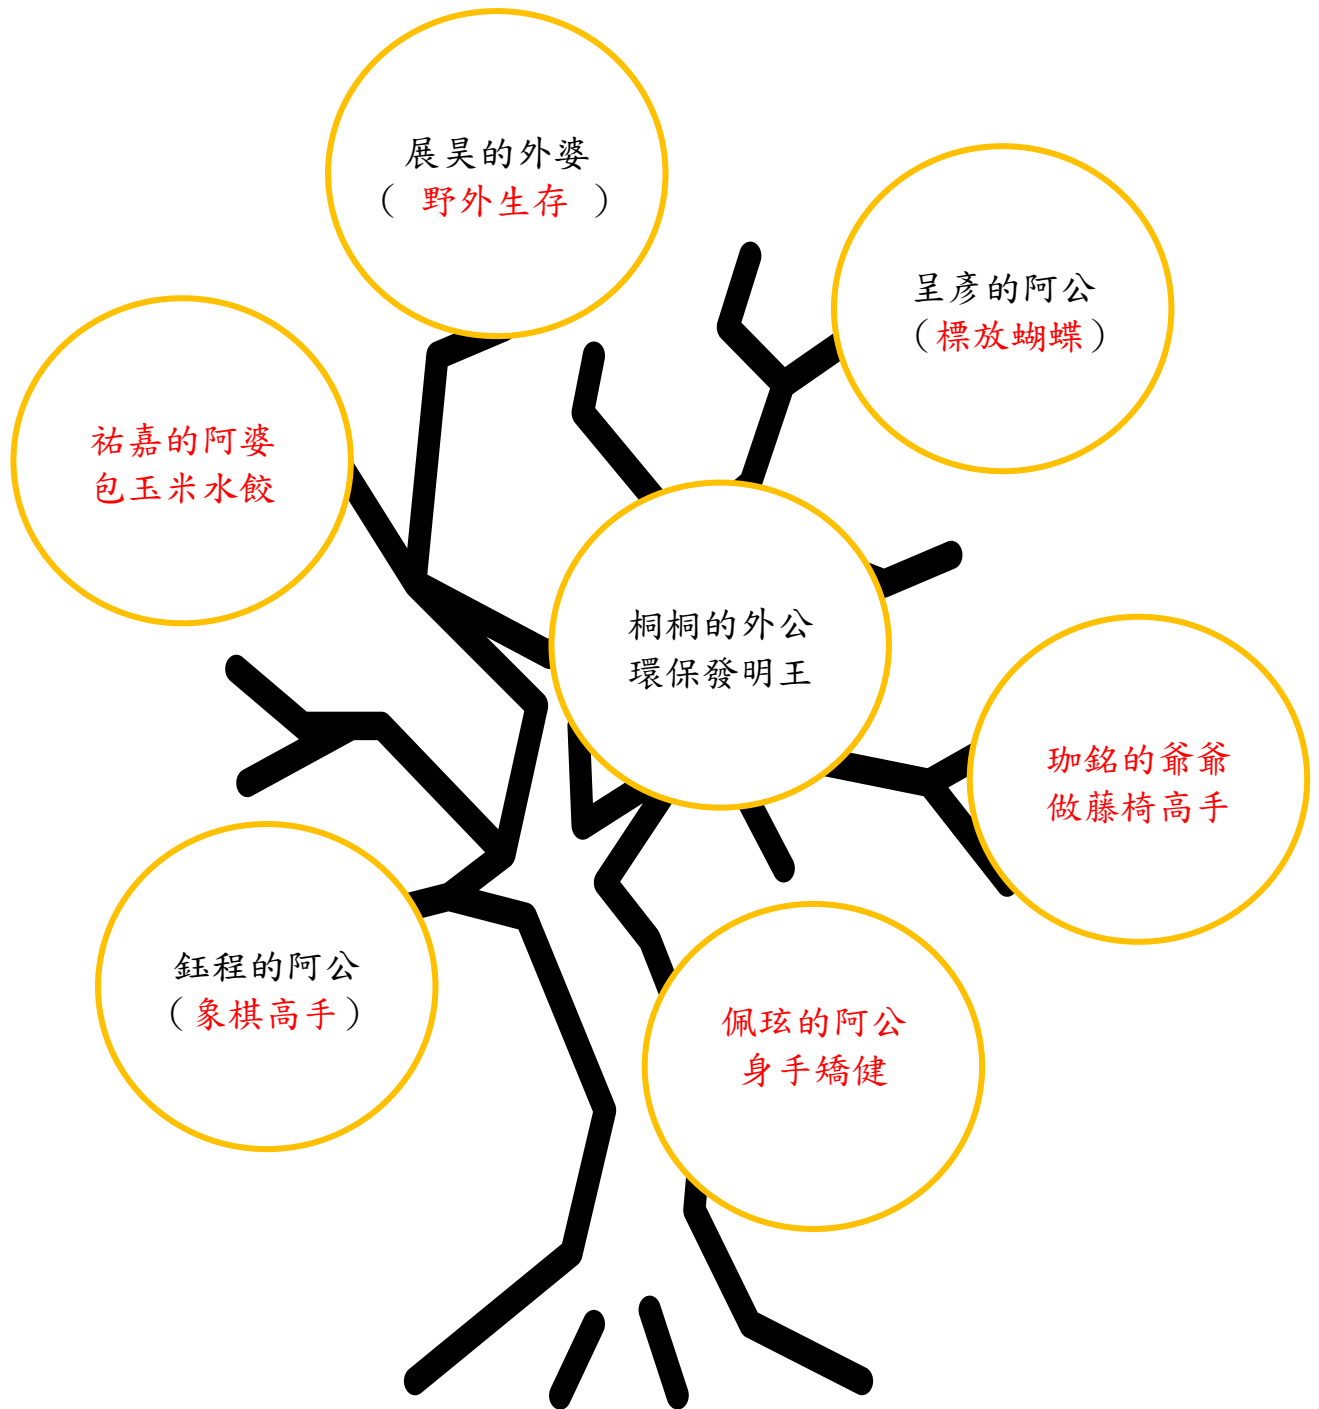 展昊的外婆
（ 野外生存 ）
呈彥的阿公
（標放蝴蝶）
祐嘉的阿婆
包玉米水餃
桐桐的外公
環保發明王
珈銘的爺爺
做藤椅高手
鈺程的阿公
（象棋高手）
佩玹的阿公
身手矯健